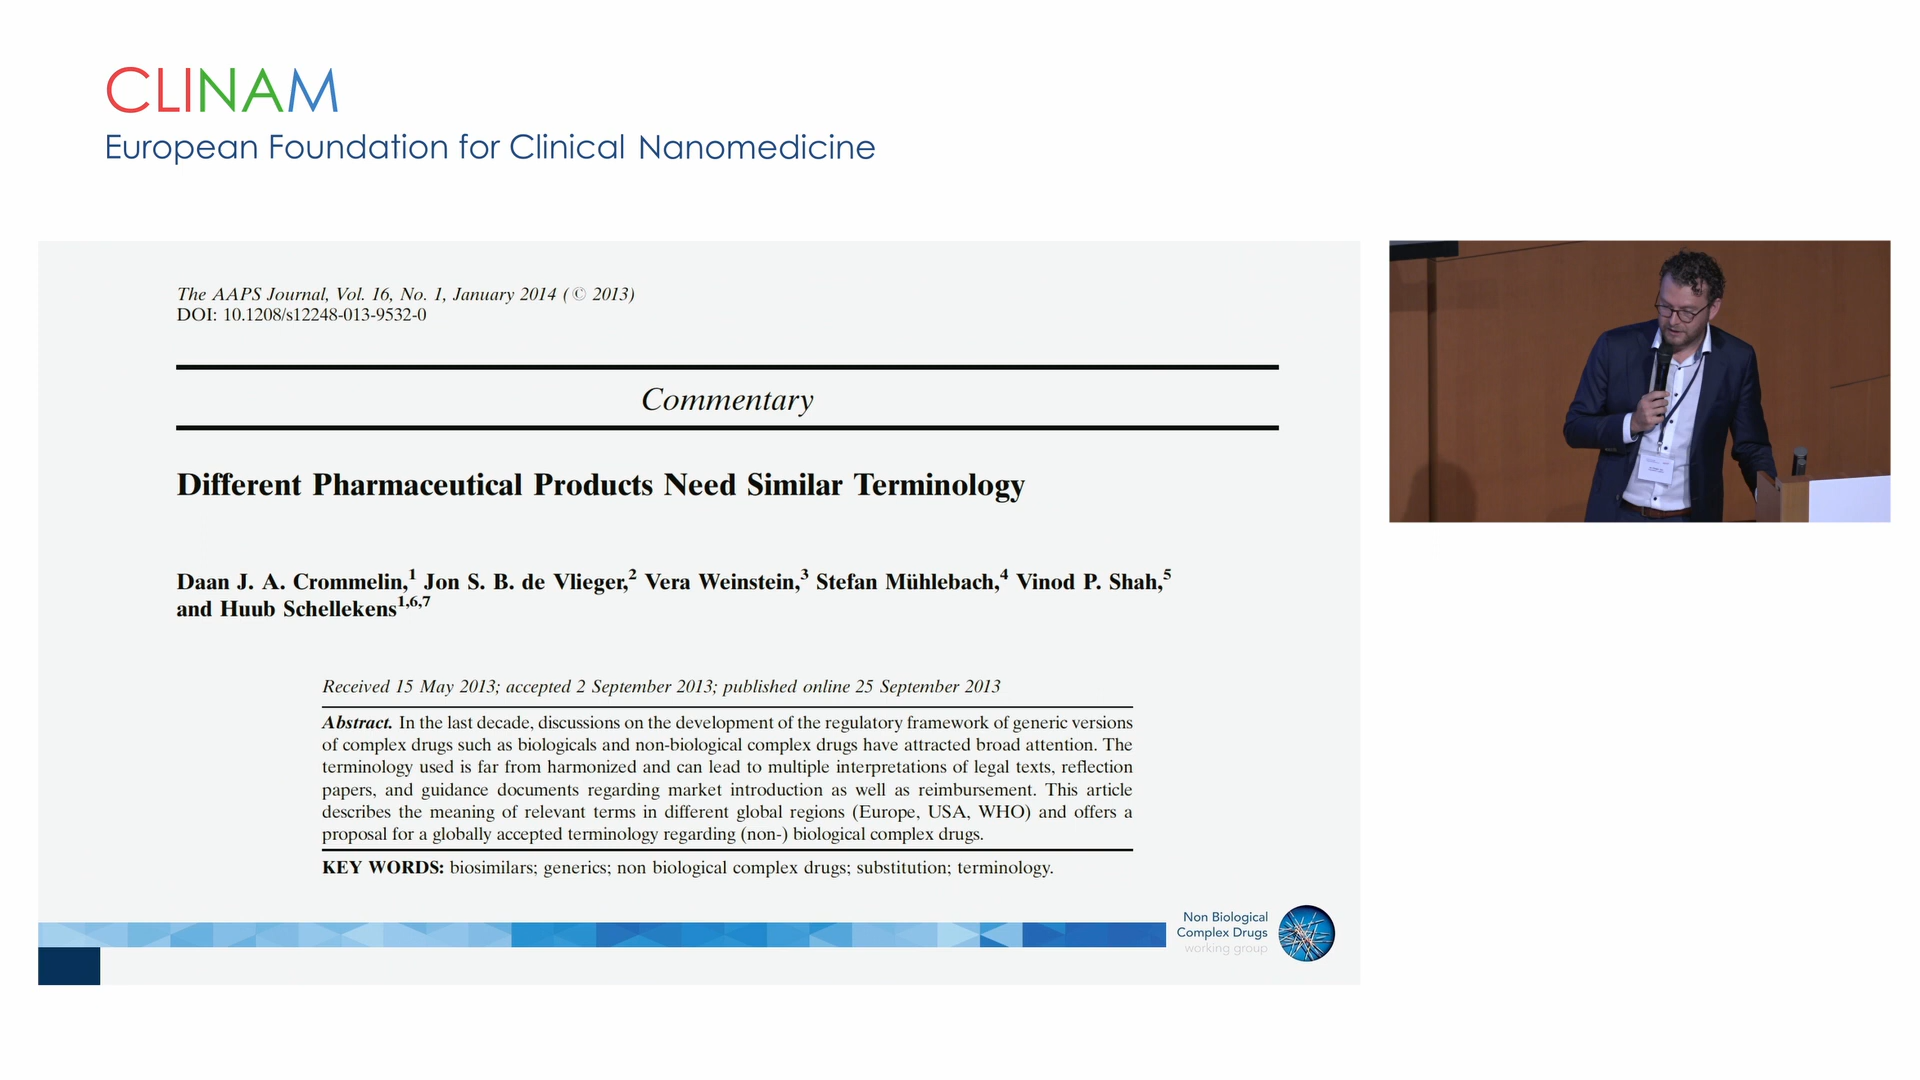 CLINAM
European Foundation for Clinical Nanomedicine
The AAPS Journal, Vol. 16, No. 1, January 2014 (© 2013)
DOI: 10.1208/s12248-013-9532-0
Commentary
Different Pharmaceutical Products Need Similar Terminology
Daan J. A. Crommelin,1 Jon S. B. de Vlieger,2 Vera Weinstein,3 Stefan Mühlebach,4 Vinod P. Shah,5
and Huub Schellekens1,6,7
Received 15 May 2013; accepted 2 September 2013; published online 25 September 2013
Abstract. In the last decade, discussions on the development of the regulatory framework of generic versions
of complex drugs such as biologicals and non-biological complex drugs have attracted broad attention. The
terminology used is far from harmonized and can lead to multiple interpretations of legal texts, reflection
papers, and guidance documents regarding market introduction as well as reimbursement. This article
describes the meaning of relevant terms in different global regions (Europe, USA, WHO) and offers a
proposal for a globally accepted terminology regarding (non-) biological complex drugs.
KEY WORDS: biosimilars; generics; non biological complex drugs; substitution; terminology.
Non Biological
Complex Drugs
working group